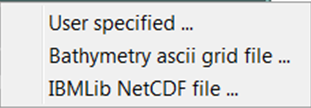 User specified ...
Bathymetry ascii grid file ...
IBMLib NetCDF file ...